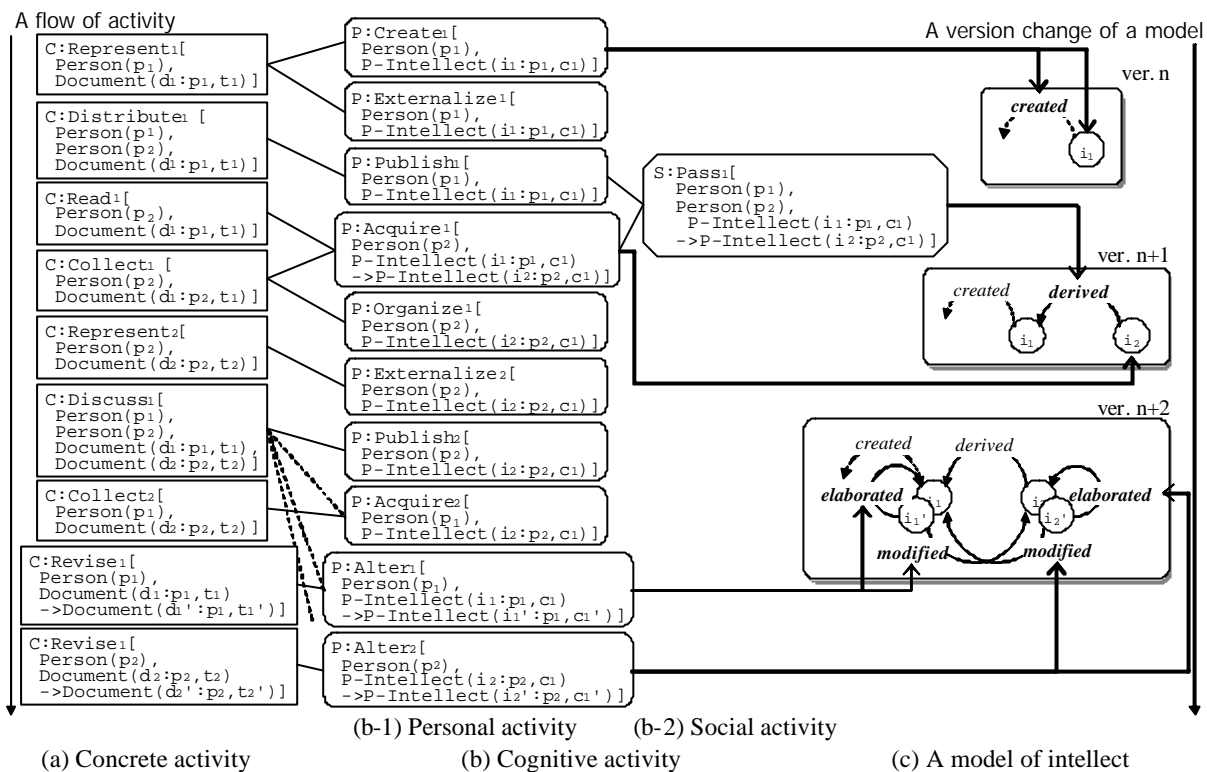 A flow of activity
C:Represent1[
Person(p1),
Document(d1:p1,t1)]
C:Distribute1 [
Person(p1),
Person(p2),
Document(d1:p1,t1)]
C:Read1[
Person(p2),
Document(d1:p1,t1)]
C:Collect1 [
Person(p2),
Document(d1:p2,t1)]
C:Represent2[
Person(p2),
Document(d2:p2,t2)]
C:Discuss1[
Person(p1),
Person(p2),
Document(d1:p1,t1),
Document(d2:p2,t2)]
C:Collect2[
Person(p1),
Document(d2:p2,t2)]
C:Revise1[
Person(p1),
Document(d1:p1,t1)
->Document(d1':p1,t1')]
C:Revise1[
Person(p2),
Document(d2:p2,t2)
->Document(d2':p2,t2')]
P:Create1[
Person(p1),
P-Intellect(i1:p1,c1)]
P:Externalize1[
Person(p1),
P-Intellect(i1:p1,c1)]
P:Publish1[
Person(p1),
P-Intellect(i1:p1,c1)]
P:Acquire1[
Person(p2),
P-Intellect(i1:p1,c1)
->P-Intellect(i2:p2,c1)]
P:Organize1[
Person(p2),
P-Intellect(i2:p2,c1)]
P:Externalize2[
Person(p2),
P-Intellect(i2:p2,c1)]
P:Publish2[
Person(p2),
P-Intellect(i2:p2,c1)]
P:Acquire2[
Person(p1),
P-Intellect(i2:p2,c1)]
P:Alter1[
Person(p1),
P-Intellect(i1:p1,c1)
->P-Intellect(i1':p1,c1')]
P:Alter2[
Person(p2),
P-Intellect(i2:p2,c1)
->P-Intellect(i2':p2,c1')]
S:Pass1[
Person(p1),
Person(p2),
P-Intellect(i1:p1,c1)
->P-Intellect(i2:p2,c1)]
A version change of a model
ver. n
created
i1
ver. n+1
created
derived
i1
i2
ver. n+2
created
derived
elaborated
i1
i2
elaborated
i1'
i2'
modified
modified
(b-1) Personal activity
(b-2) Social activity
(a) Concrete activity
(b) Cognitive activity
(c) A model of intellect